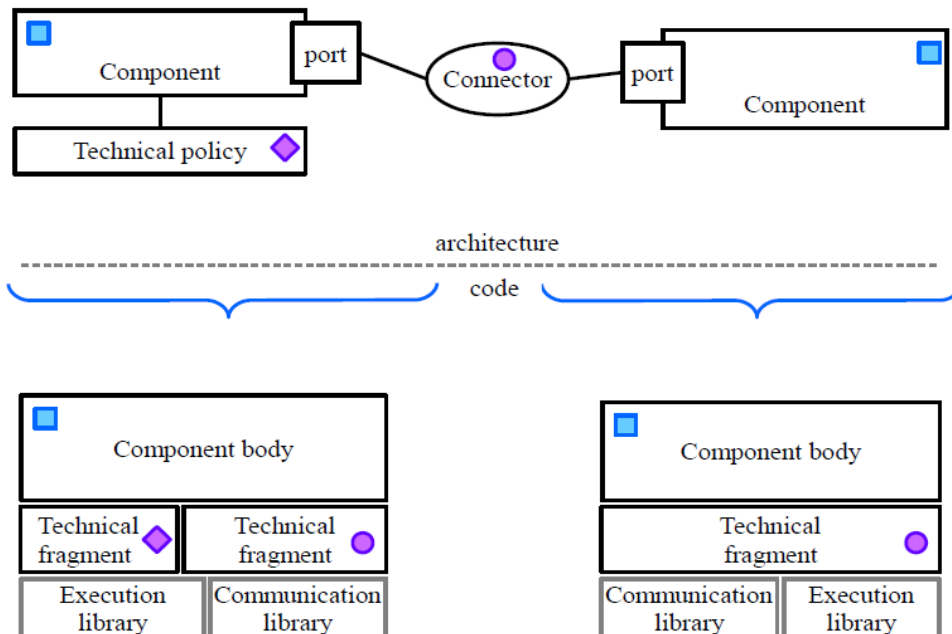 Component
port
Connector
port
Component
Technical policy
architecture
code
Component body
Component body
Technical
fragment
Technical
fragment
Technical
fragment
Execution
library
Communication
library
Communication
library
Execution
library